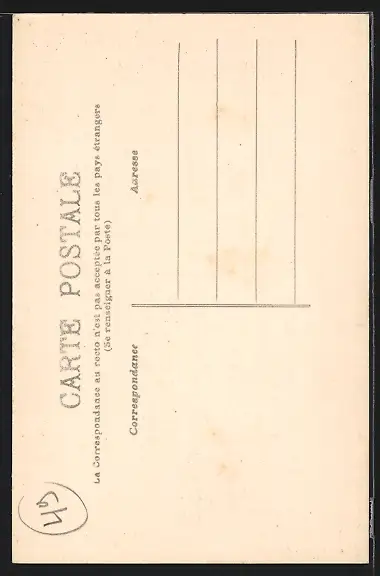 CARTE POSTALE
La Correspondance au recto n'est pas acceptée par tous les pays étrangers
(Se renseigner à la Poste)
Correspondance
Adresse
45